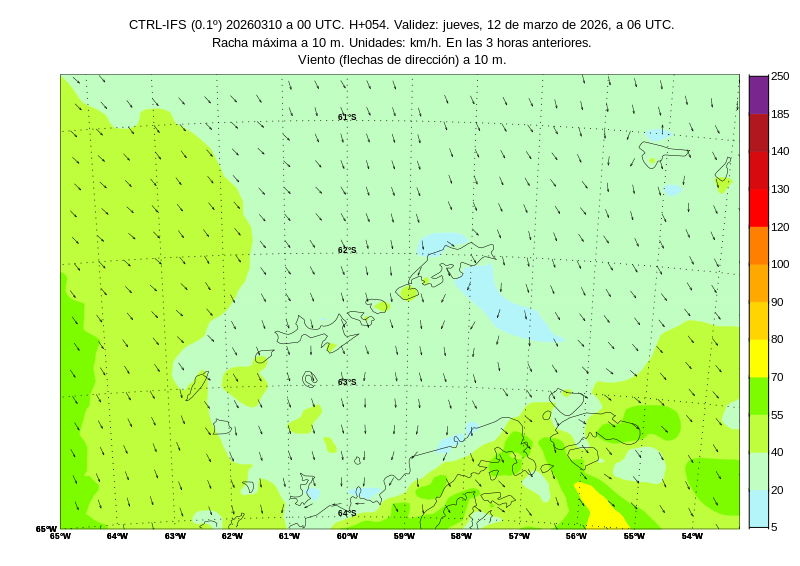 CTRL-IFS (0.1º) 20260310 a 00 UTC. H+054. Validez: jueves, 12 de marzo de 2026, a 06 UTC.
Racha máxima a 10 m. Unidades: km/h. En las 3 horas anteriores.
Viento (flechas de dirección) a 10 m.
250
185
140
130
120
100
90
80
70
55
40
20
5
61°S
62°S
63°S
64°S
65°W
65°W 64°W 63°W 62°W 61°W 60°W 59°W 58°W 57°W 56°W 55°W 54°W